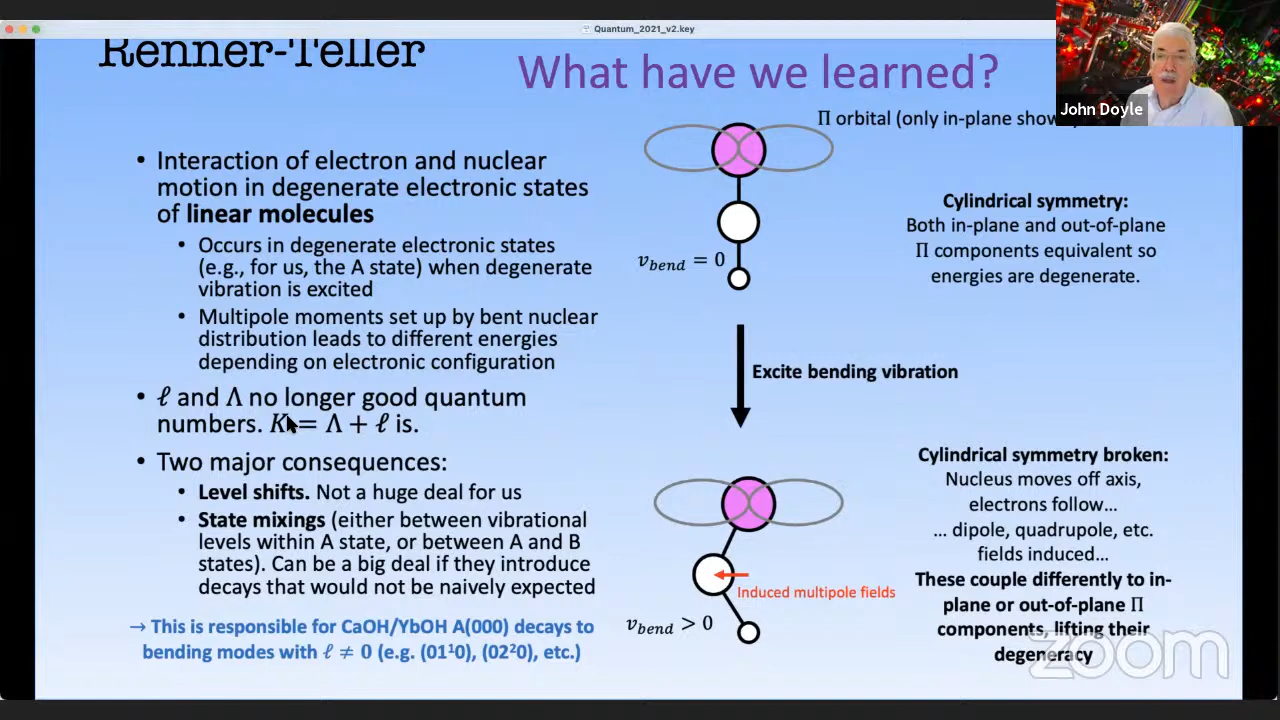 Quantum_2021_v2.key
Renner-Teller
What have we learned?
John Doyle
• Interaction of electron and nuclear
motion in degenerate electronic states
of linear molecules
• Occurs in degenerate electronic states
(e.g., for us, the A state) when degenerate
vibration is excited
• Multipole moments set up by bent nuclear
distribution leads to different energies
depending on electronic configuration
• ℓ and Λ no longer good quantum
numbers. K = Λ + ℓ is.
• Two major consequences:
• Level shifts. Not a huge deal for us
• State mixings (either between vibrational
levels within A state, or between A and B
states). Can be a big deal if they introduce
decays that would not be naively expected
→ This is responsible for CaOH/YbOH A(000) decays to
bending modes with ℓ ≠ 0 (e.g. (01¹0), (02²0), etc.)
Π orbital (only in-plane
v_bend = 0
Cylindrical symmetry:
Both in-plane and out-of-plane
Π components equivalent so
energies are degenerate.
Excite bending vibration
Induced multipole fields
v_bend > 0
Cylindrical symmetry broken:
Nucleus moves off axis,
electrons follow…
… dipole, quadrupole, etc.
fields induced…
These couple differently to in-
plane or out-of-plane Π
components, lifting their
degeneracy
zoom